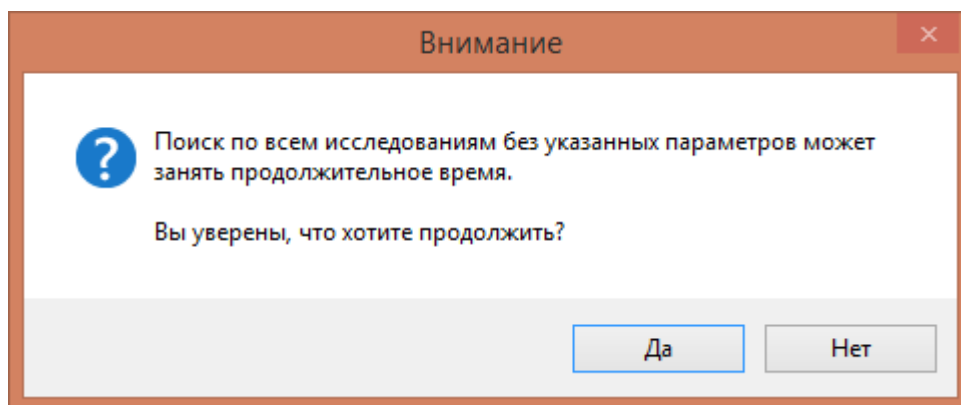 Внимание
Поиск по всем исследованиям без указанных параметров может
занять продолжительное время.
Вы уверены, что хотите продолжить?
Да
Нет